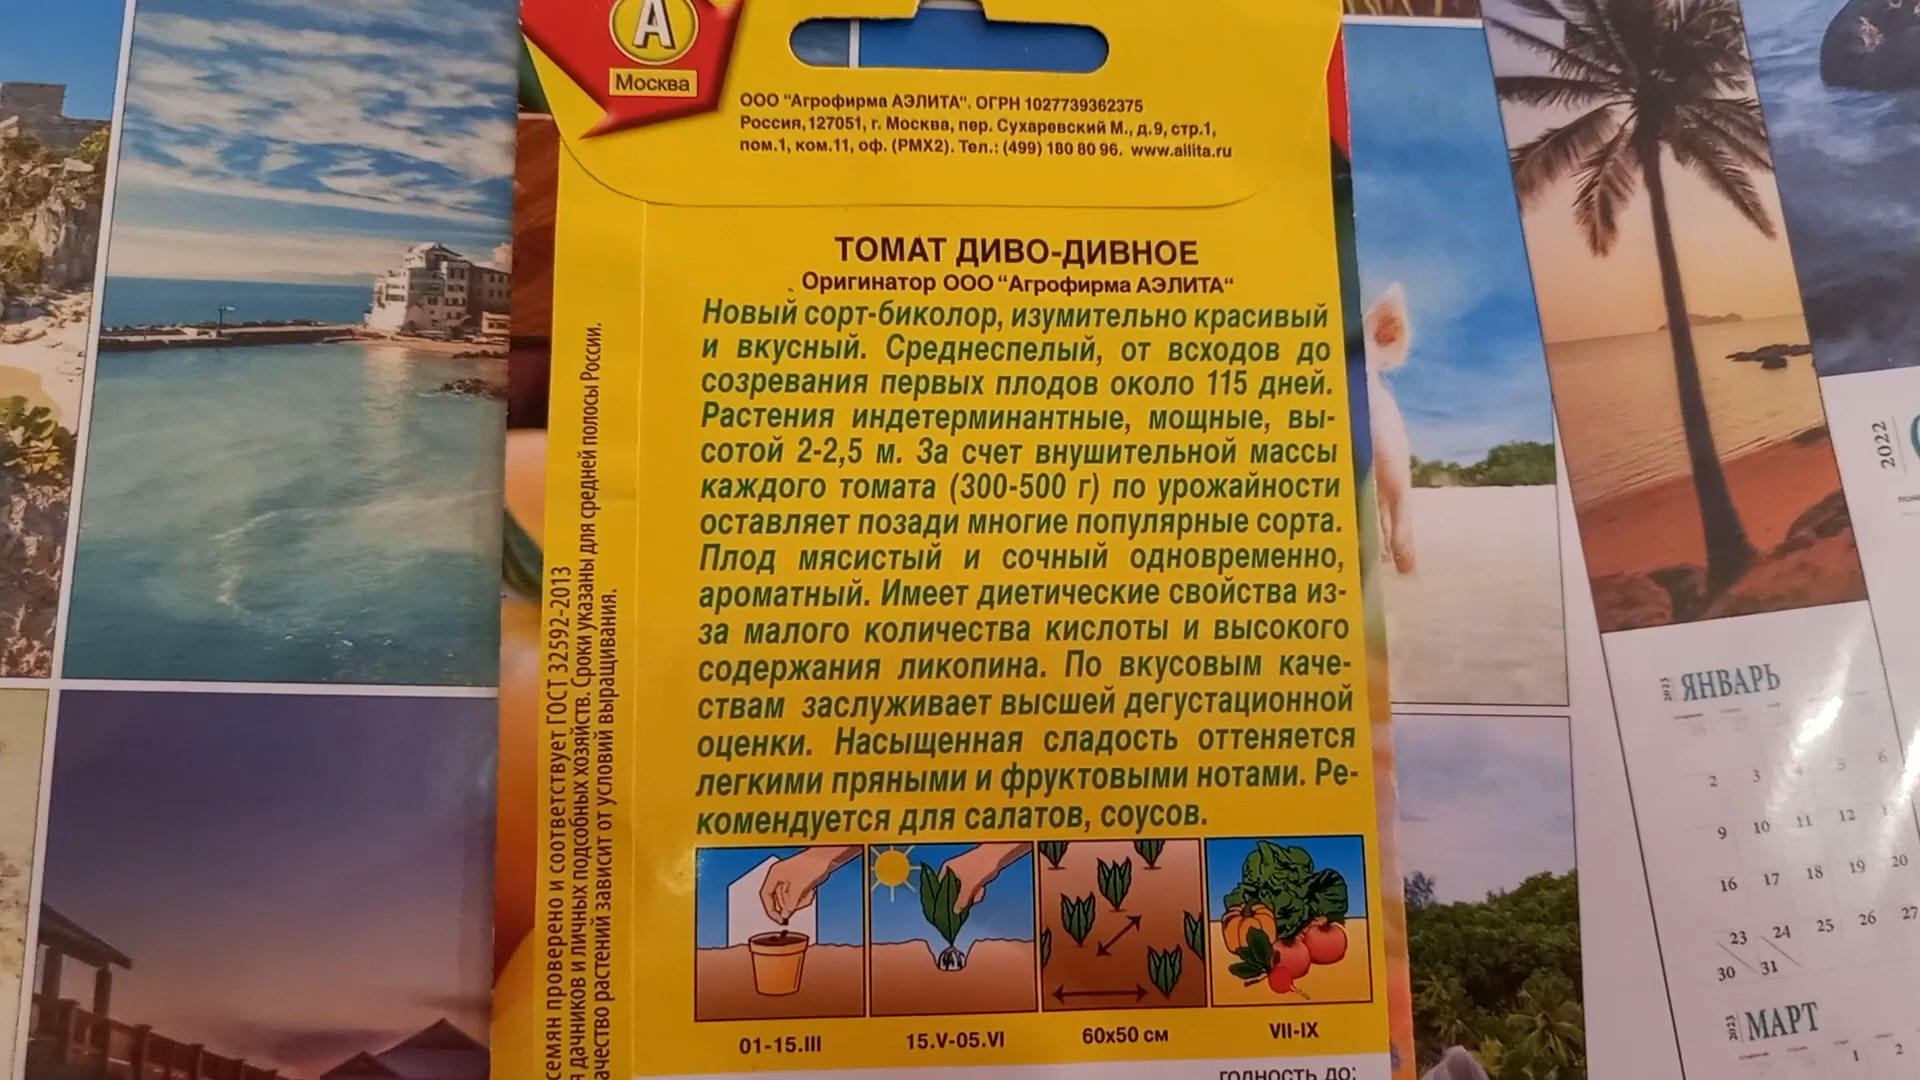 А
Москва
ООО "Агрофирма АЭЛИТА". ОГРН 1027739362375
Россия, 127051, г. Москва, пер. Сухаревский М., д.9, стр.1,
пом.1, ком.11, оф. (РМХ2). Тел.: (499) 180 80 96. www.ailita.ru
ТОМАТ ДИВО-ДИВНОЕ
Оригинатор ООО "Агрофирма АЭЛИТА"
Новый сорт-биколор, изумительно красивый
и вкусный. Среднеспелый, от всходов до
созревания первых плодов около 115 дней.
Растения индетерминантные, мощные, вы-
сотой 2-2,5 м. За счет внушительной массы
каждого томата (300-500 г) по урожайности
оставляет позади многие популярные сорта.
Плод мясистый и сочный одновременно,
ароматный. Имеет диетические свойства из-
за малого количества кислоты и высокого
содержания ликопина. По вкусовым каче-
ствам заслуживает высшей дегустационной
оценки. Насыщенная сладость оттеняется
легкими пряными и фруктовыми нотами. Ре-
комендуется для салатов, соусов.
01-15.III
15.V-05.VI
60х50 см
VII-IX
годность до:
семян проверено и соответствует ГОСТ 32592-2013
дачников и личных подсобных хозяйств. Сроки указаны для средней полосы России.
качество растений зависит от условий выращивания.
2022
2023 ЯНВАРЬ
2 3 4 5 6
9 10 11 12
16 17 18 19 20
23 24 25 26 27
30 31
2023 МАРТ
1 2